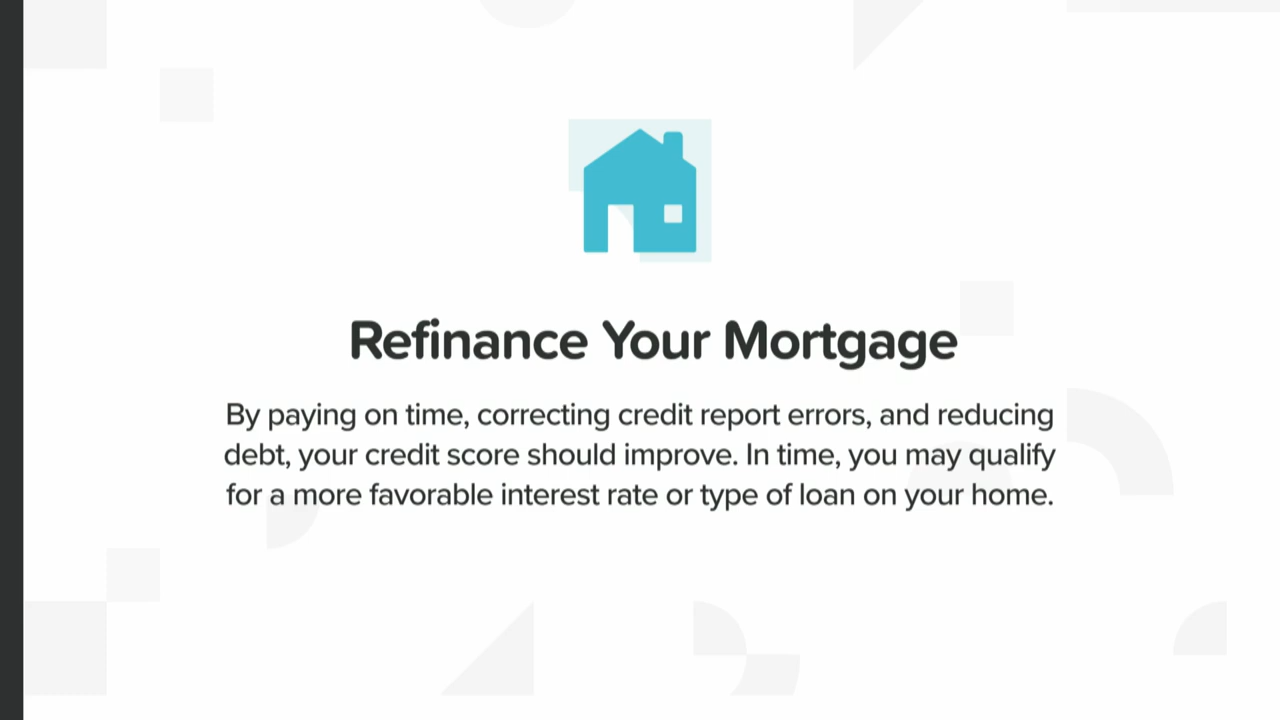 Refinance Your Mortgage
By paying on time, correcting credit report errors, and reducing
debt, your credit score should improve. In time, you may qualify
for a more favorable interest rate or type of loan on your home.